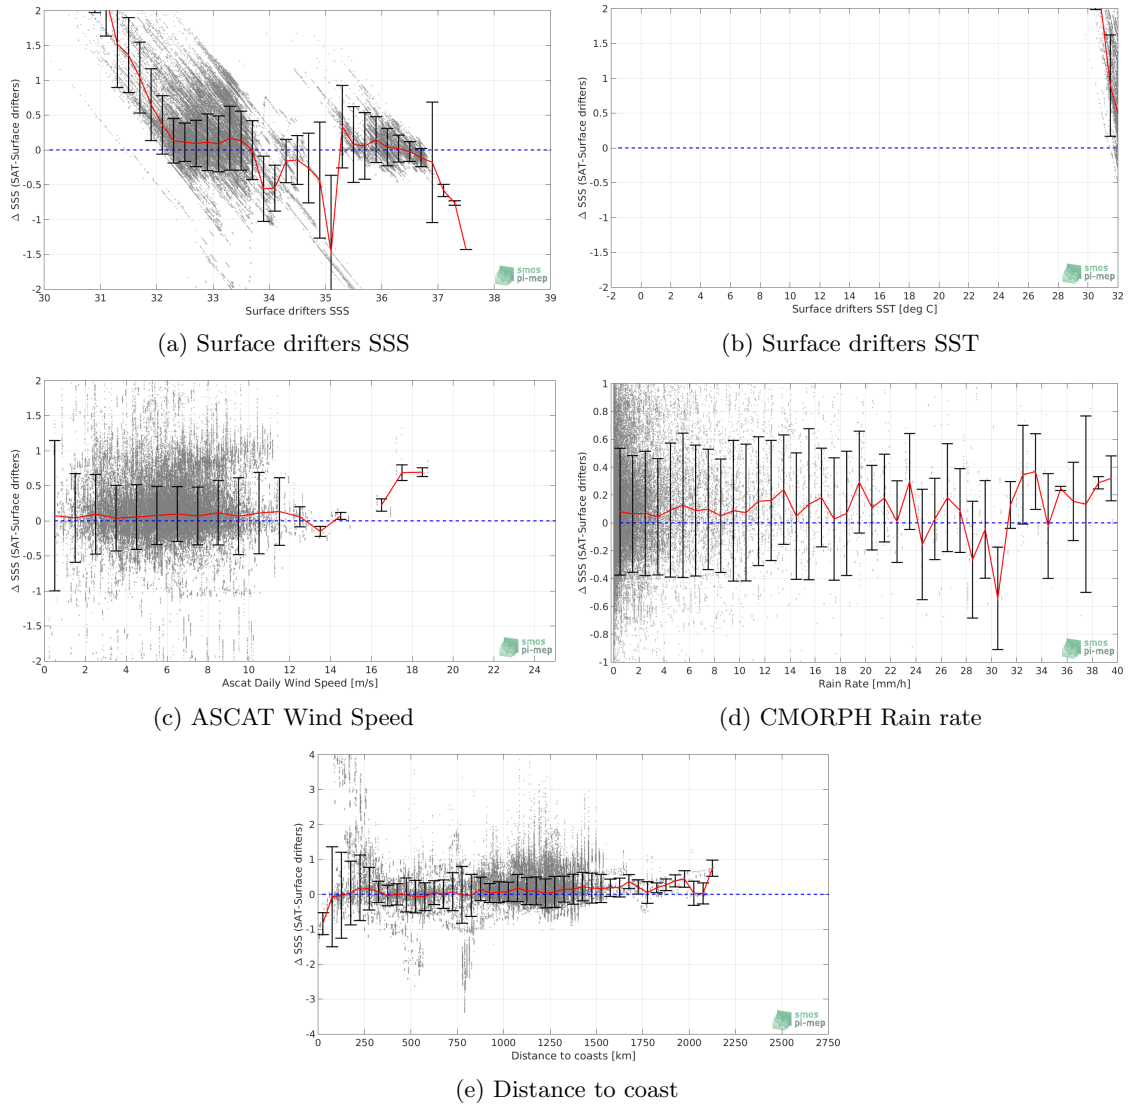 2
1.5
1
0.5
0
-0.5
-1
-1.5
-2
Δ SSS (SAT-Surface drifters)
30 31 32 33 34 35 36 37 38 39
Surface drifters SSS
smos
pi-mep
(a) Surface drifters SSS
2
1.5
1
0.5
0
-0.5
-1
-1.5
-2
Δ SSS (SAT-Surface drifters)
-2 0 2 4 6 8 10 12 14 16 18 20 22 24 26 28 30 32
Surface drifters SST [deg C]
smos
pi-mep
(b) Surface drifters SST
2
1.5
1
0.5
0
-0.5
-1
-1.5
-2
Δ SSS (SAT-Surface drifters)
0 2 4 6 8 10 12 14 16 18 20 22 24
Ascat Daily Wind Speed [m/s]
smos
pi-mep
(c) ASCAT Wind Speed
1
0.8
0.6
0.4
0.2
0
-0.2
-0.4
-0.6
-0.8
-1
Δ SSS (SAT-Surface drifters)
0 2 4 6 8 10 12 14 16 18 20 22 24 26 28 30 32 34 36 38 40
Rain Rate [mm/h]
smos
pi-mep
(d) CMORPH Rain rate
4
3
2
1
0
-1
-2
-3
-4
Δ SSS (SAT-Surface drifters)
0 250 500 750 1000 1250 1500 1750 2000 2250 2500 2750
Distance to coasts [km]
smos
pi-mep
(e) Distance to coast